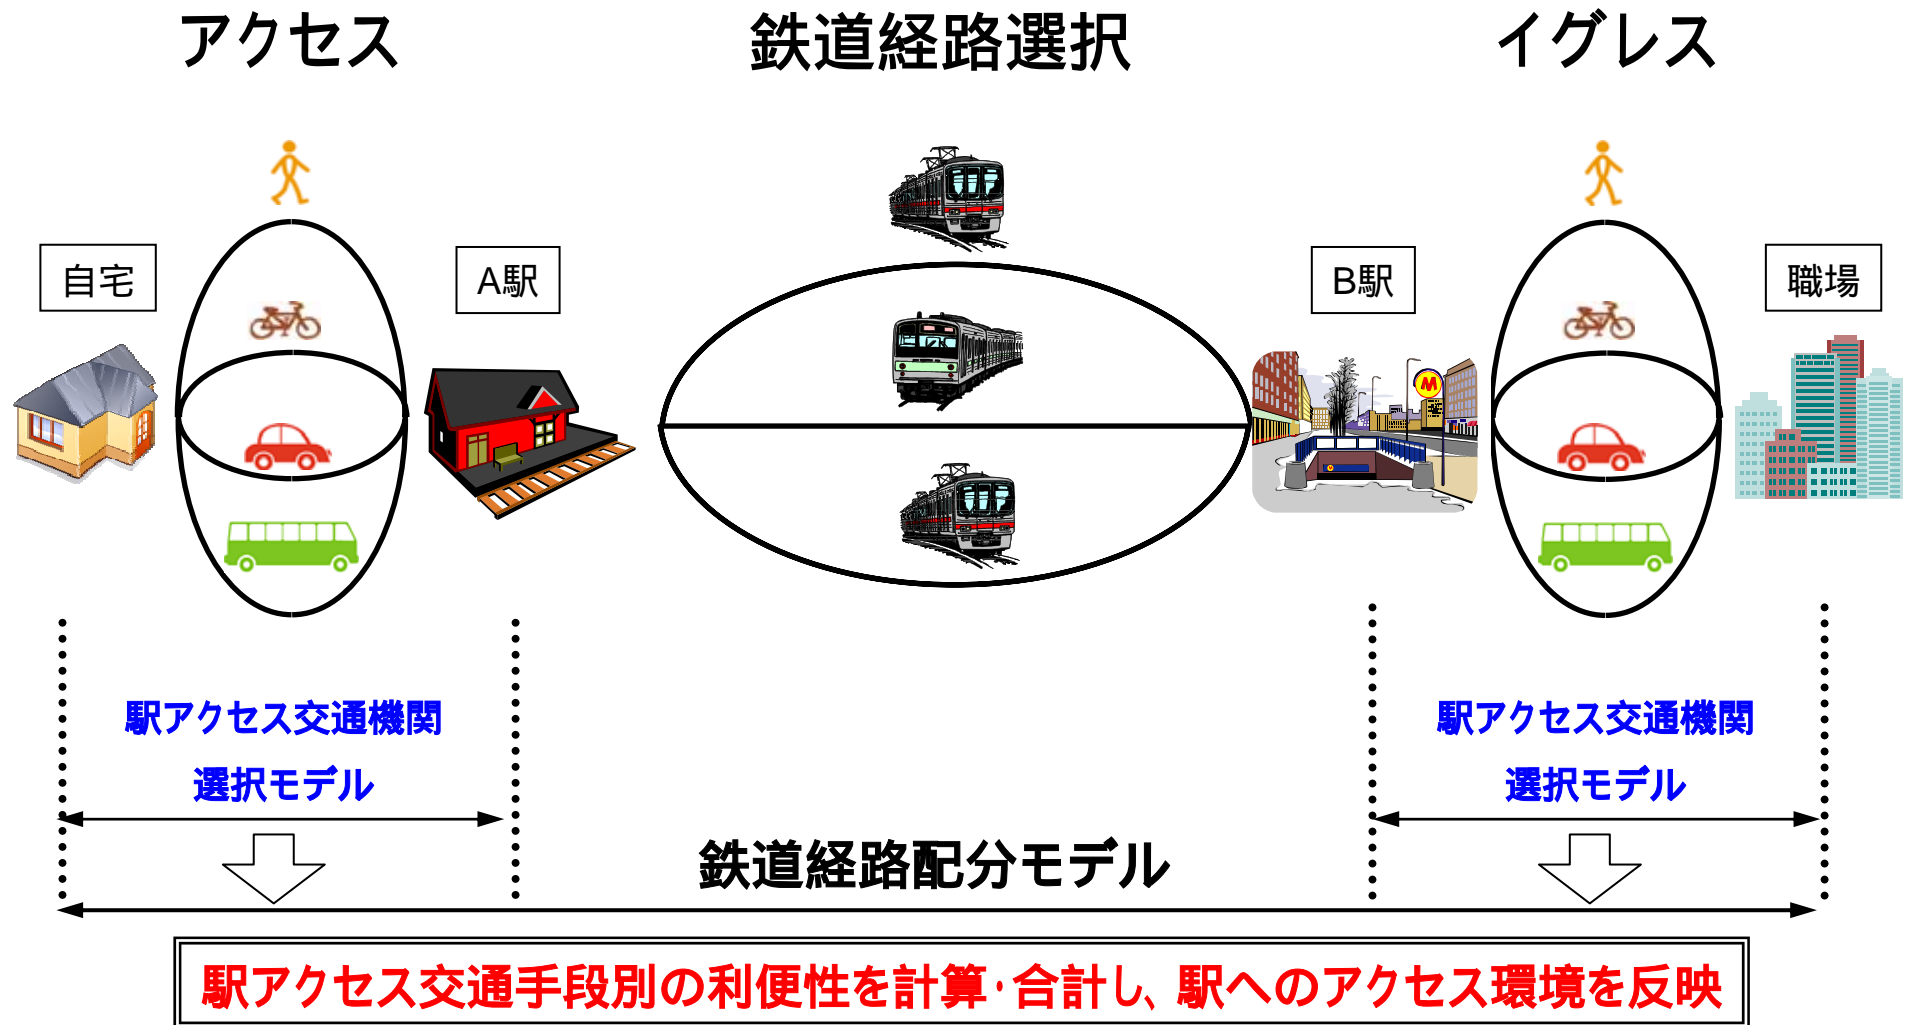 アクセス
鉄道経路選択
イグレス
自宅
A駅
B駅
職場
M
駅アクセス交通機関
選択モデル
駅アクセス交通機関
選択モデル
鉄道経路配分モデル
駅アクセス交通手段別の利便性を計算・合計し、駅へのアクセス環境を反映